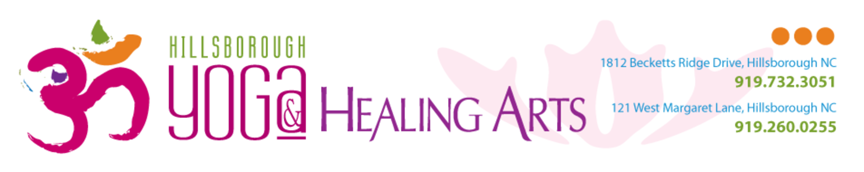 ॐ
HILLSBOROUGH
YOGa & HEALING ARTS
1812 Becketts Ridge Drive, Hillsborough NC
919.732.3051
121 West Margaret Lane, Hillsborough NC
919.260.0255